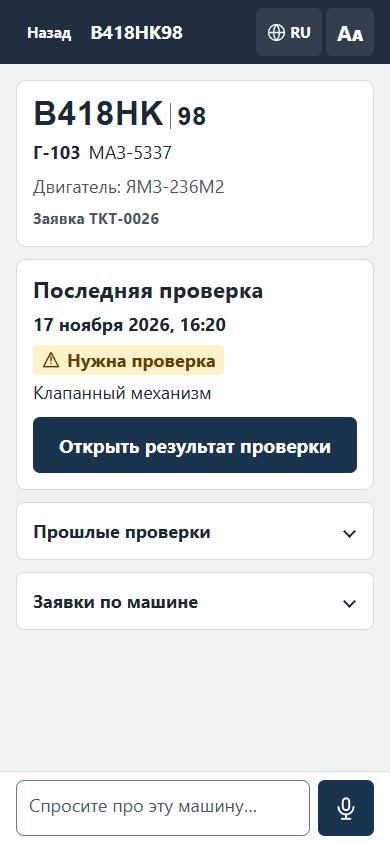 Назад В418НК98 RU Аа
В418НК 98
Г-103 МАЗ-5337
Двигатель: ЯМЗ-236М2
Заявка ТКТ-0026
Последняя проверка
17 ноября 2026, 16:20
Нужна проверка
Клапанный механизм
Открыть результат проверки
Прошлые проверки
Заявки по машине
Спросите про эту машину...